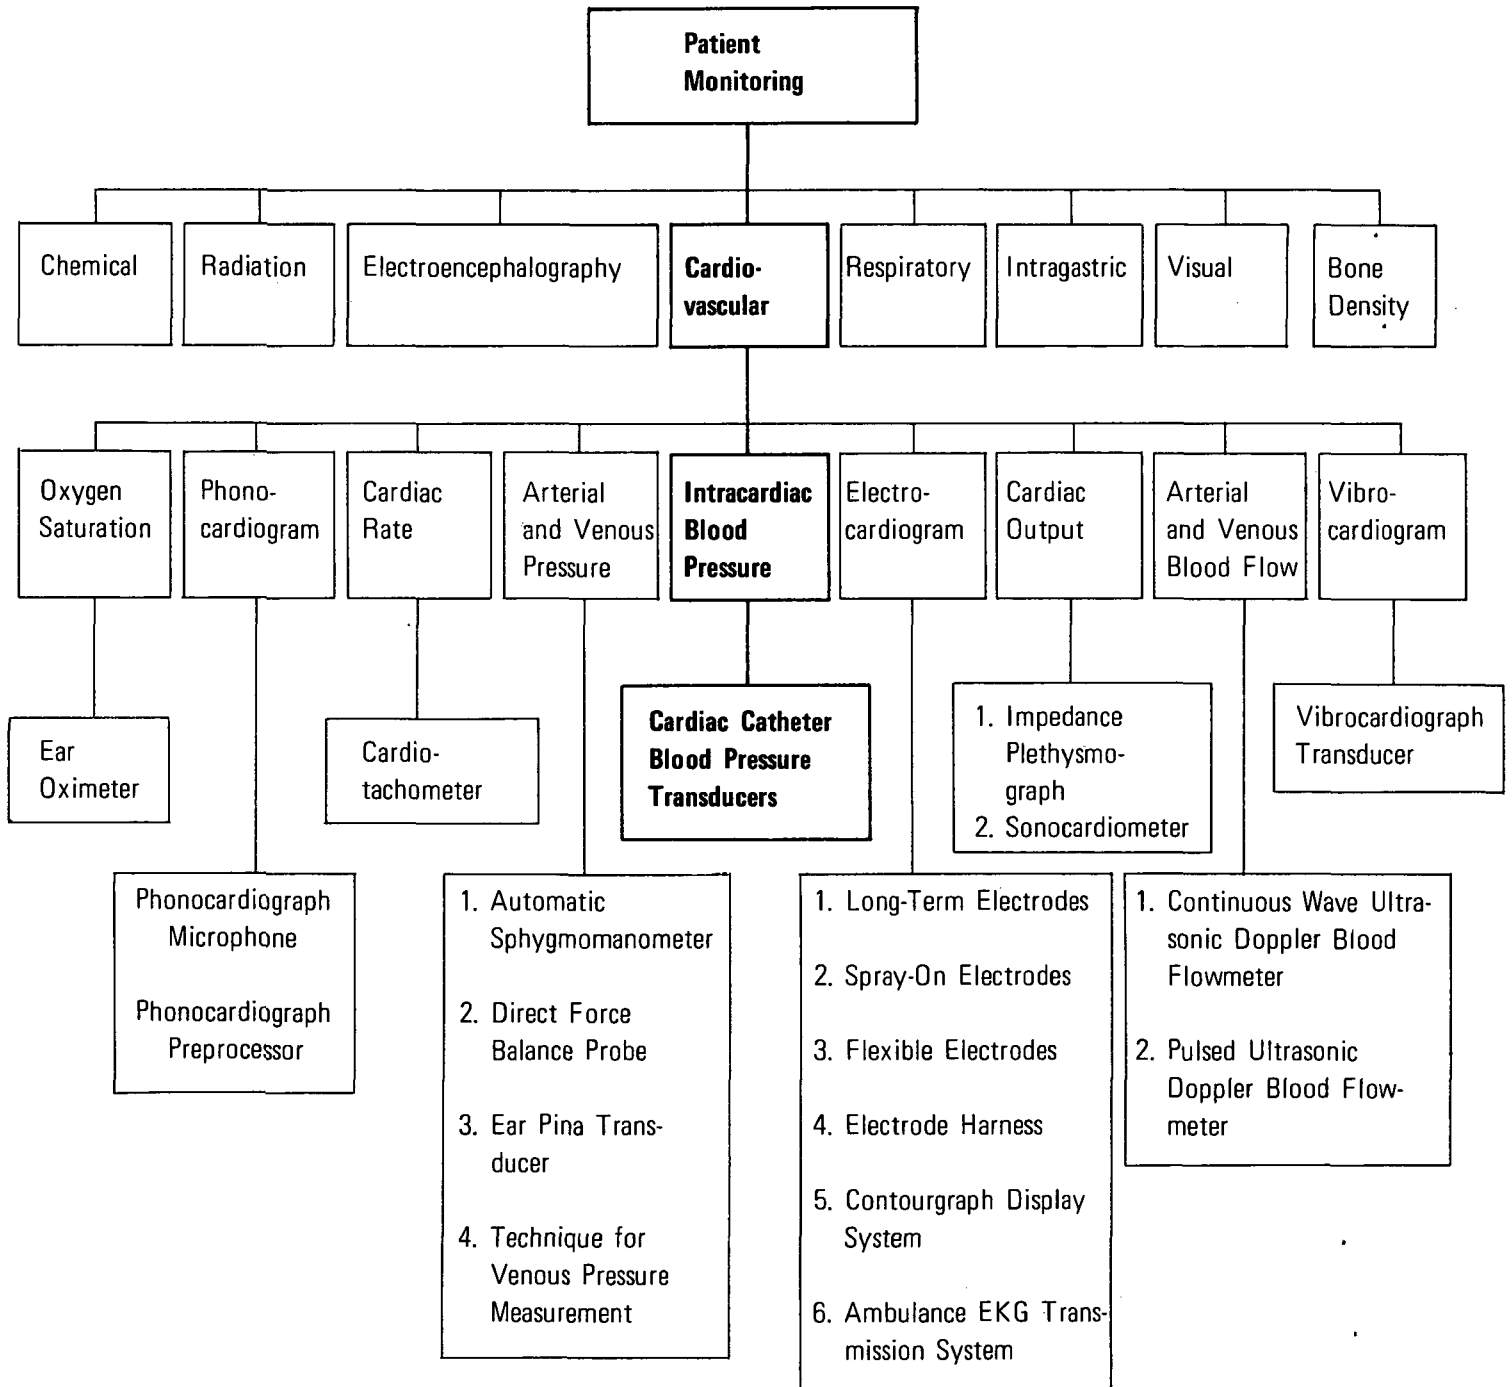 Patient
Monitoring
Chemical
Radiation
Electroencephalography
Cardio-
vascular
Respiratory
Intragastric
Visual
Bone
Density
Oxygen
Saturation
Phono-
cardiogram
Cardiac
Rate
Arterial
and Venous
Pressure
Intracardiac
Blood
Pressure
Electro-
cardiogram
Cardiac
Output
Arterial
and Venous
Blood Flow
Vibro-
cardiogram
Ear
Oximeter
Cardio-
tachometer
Cardiac Catheter
Blood Pressure
Transducers
1. Impedance
Plethysmo-
graph
2. Sonocardiometer
Vibrocardiograph
Transducer
Phonocardiograph
Microphone
Phonocardiograph
Preprocessor
1. Automatic
Sphygmomanometer
2. Direct Force
Balance Probe
3. Ear Pina Trans-
ducer
4. Technique for
Venous Pressure
Measurement
1. Long-Term Electrodes
2. Spray-On Electrodes
3. Flexible Electrodes
4. Electrode Harness
5. Contourgraph Display
System
6. Ambulance EKG Trans-
mission System
1. Continuous Wave Ultra-
sonic Doppler Blood
Flowmeter
2. Pulsed Ultrasonic
Doppler Blood Flow-
meter